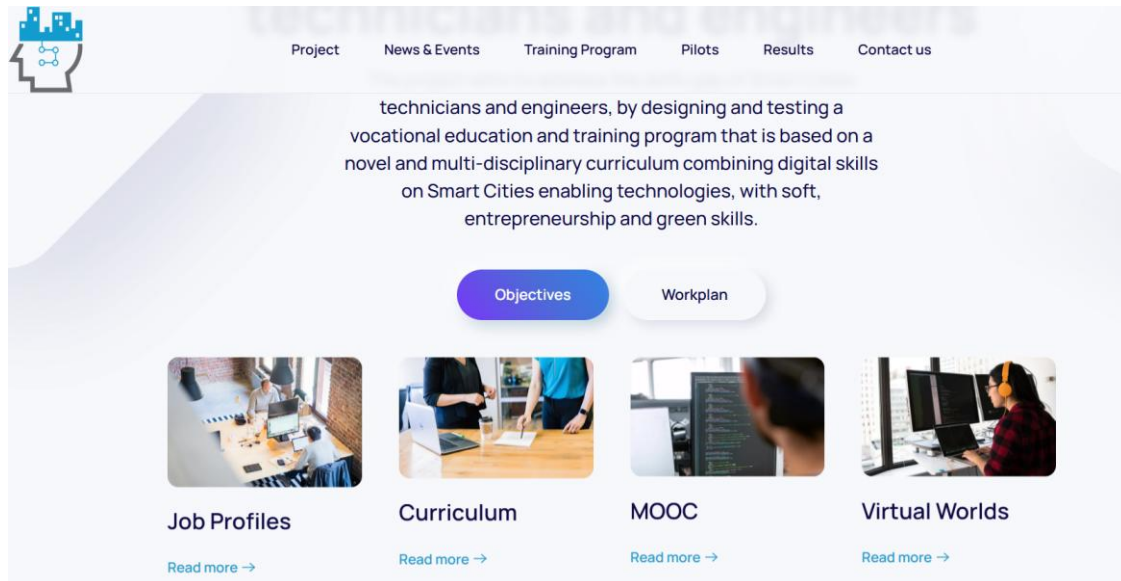 technicians and engineers
Project News & Events Training Program Pilots Results Contact us
technicians and engineers, by designing and testing a
vocational education and training program that is based on a
novel and multi-disciplinary curriculum combining digital skills
on Smart Cities enabling technologies, with soft,
entrepreneurship and green skills.
Objectives Workplan
Job Profiles
Read more →
Curriculum
Read more →
MOOC
Read more →
Virtual Worlds
Read more →